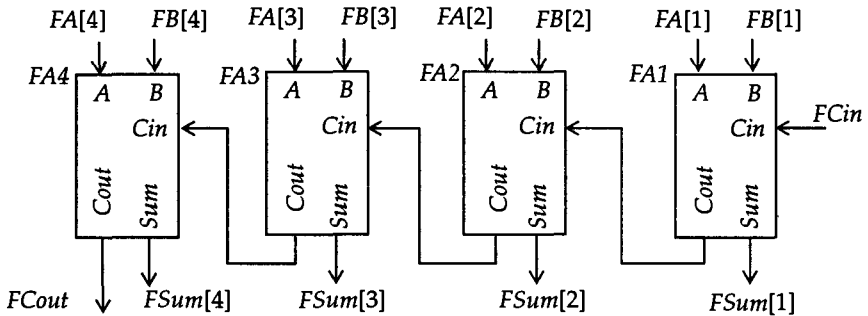 FA[4] FB[4] FA[3] FB[3] FA[2] FB[2] FA[1] FB[1]
FA4 FA3 FA2 FA1
A B A B A B A B
Cin Cin Cin Cin FCin
Cout Sum Cout Sum Cout Sum Cout Sum
FCout FSum[4] FSum[3] FSum[2] FSum[1]